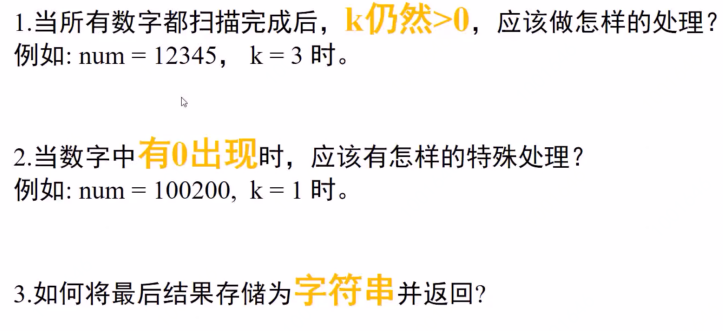 1.当所有数字都扫描完成后，k仍然>0，应该做怎样的处理？
例如: num = 12345， k = 3 时。
2.当数字中有0出现时，应该有怎样的特殊处理？
例如: num = 100200, k = 1 时。
3.如何将最后结果存储为字符串并返回?